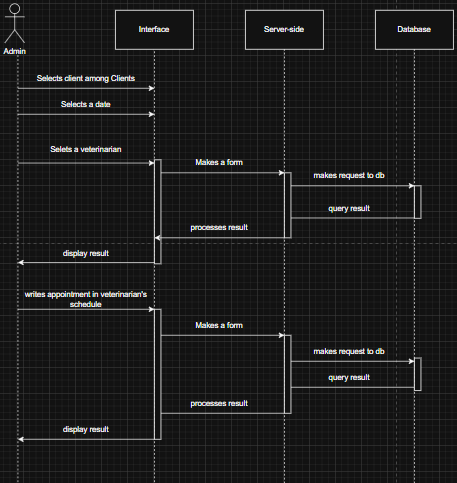 Interface
Server-side
Database
Admin
Selects client among Clients
Selects a date
Selets a veterinarian
Makes a form
makes request to db
query result
processes result
display result
writes appointment in veterinarian's
schedule
Makes a form
makes request to db
query result
processes result
display result